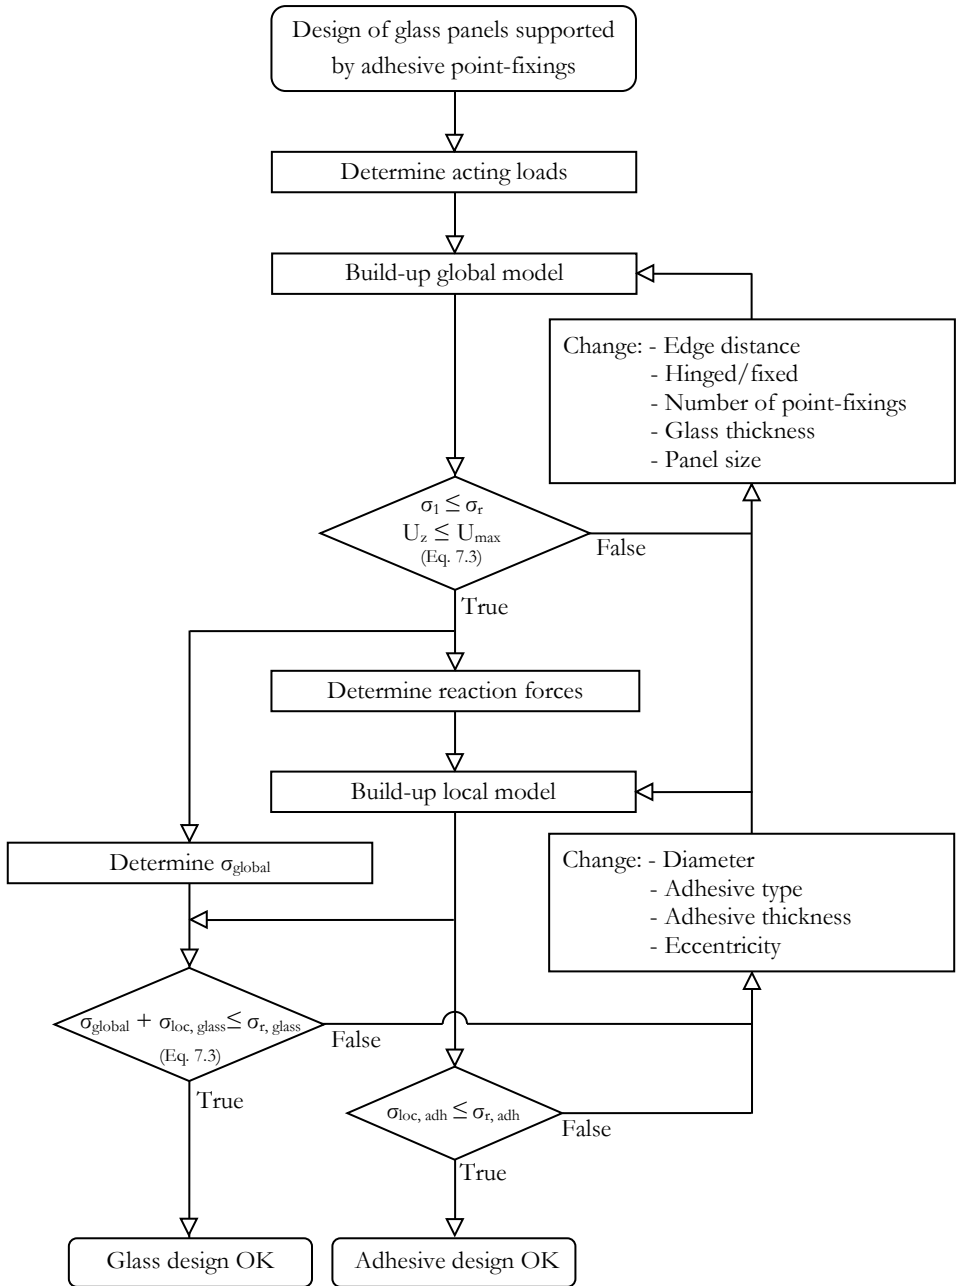 Design of glass panels supported
by adhesive point-fixings
Determine acting loads
Build-up global model
Change: - Edge distance
- Hinged/fixed
- Number of point-fixings
- Glass thickness
- Panel size
σ1 ≤ σr
Uz ≤ Umax
(Eq. 7.3)
False
True
Determine reaction forces
Build-up local model
Determine σglobal
Change: - Diameter
- Adhesive type
- Adhesive thickness
- Eccentricity
σglobal + σloc, glass ≤ σr, glass
(Eq. 7.3)
False
True
σloc, adh ≤ σr, adh
False
True
Glass design OK
Adhesive design OK